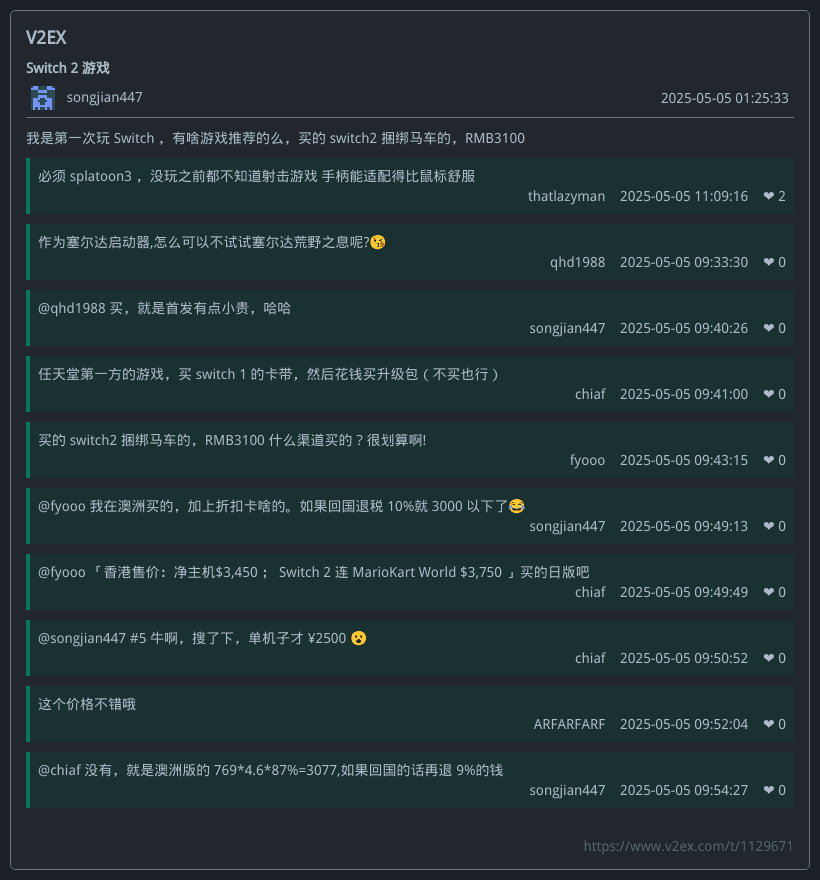 V2EX
Switch 2 游戏
songjian447 2025-05-05 01:25:33
我是第一次玩 Switch ，有啥游戏推荐的么，买的 switch2 捆绑马车的，RMB3100
必须 splatoon3 ，没玩之前都不知道射击游戏 手柄能适配得比鼠标舒服
thatlazyman 2025-05-05 11:09:16 ❤ 2
作为塞尔达启动器,怎么可以不试试塞尔达荒野之息呢?😘
qhd1988 2025-05-05 09:33:30 ❤ 0
@qhd1988 买，就是首发有点小贵，哈哈
songjian447 2025-05-05 09:40:26 ❤ 0
任天堂第一方的游戏，买 switch 1 的卡带，然后花钱买升级包（不买也行）
chiaf 2025-05-05 09:41:00 ❤ 0
买的 switch2 捆绑马车的，RMB3100 什么渠道买的？很划算啊!
fyooo 2025-05-05 09:43:15 ❤ 0
@fyooo 我在澳洲买的，加上折扣卡啥的。如果回国退税 10%就 3000 以下了😂
songjian447 2025-05-05 09:49:13 ❤ 0
@fyooo 「香港售价：净主机$3,450 ； Switch 2 连 MarioKart World $3,750 」买的日版吧
chiaf 2025-05-05 09:49:49 ❤ 0
@songjian447 #5 牛啊，搜了下，单机子才 ¥2500 😮
chiaf 2025-05-05 09:50:52 ❤ 0
这个价格不错哦
ARFARFARF 2025-05-05 09:52:04 ❤ 0
@chiaf 没有，就是澳洲版的 769*4.6*87%=3077,如果回国的话再退 9%的钱
songjian447 2025-05-05 09:54:27 ❤ 0
https://www.v2ex.com/t/1129671